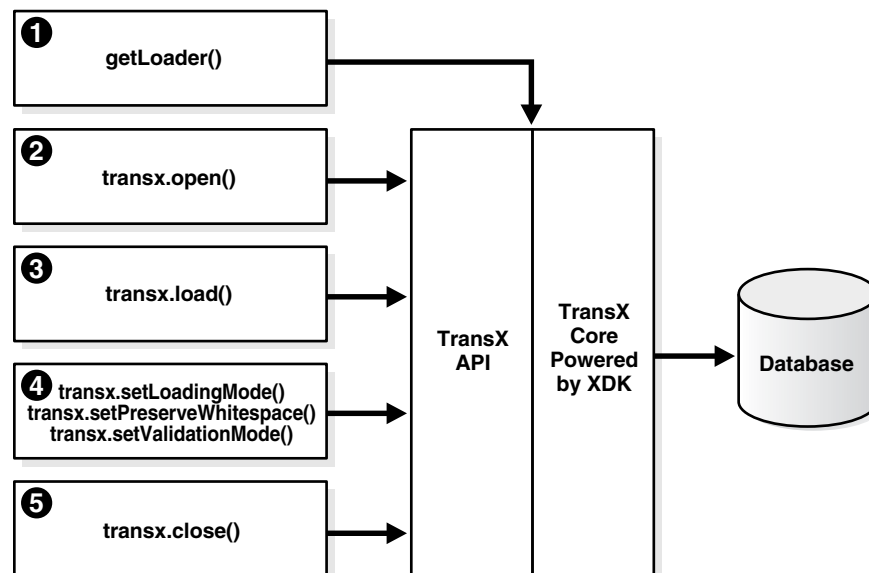 1
getLoader()
2
transx.open()
3
transx.load()
4
transx.setLoadingMode()
transx.setPreserveWhitespace()
transx.setValidationMode()
5
transx.close()
TransX
API
TransX
Core
Powered
by XDK
Database